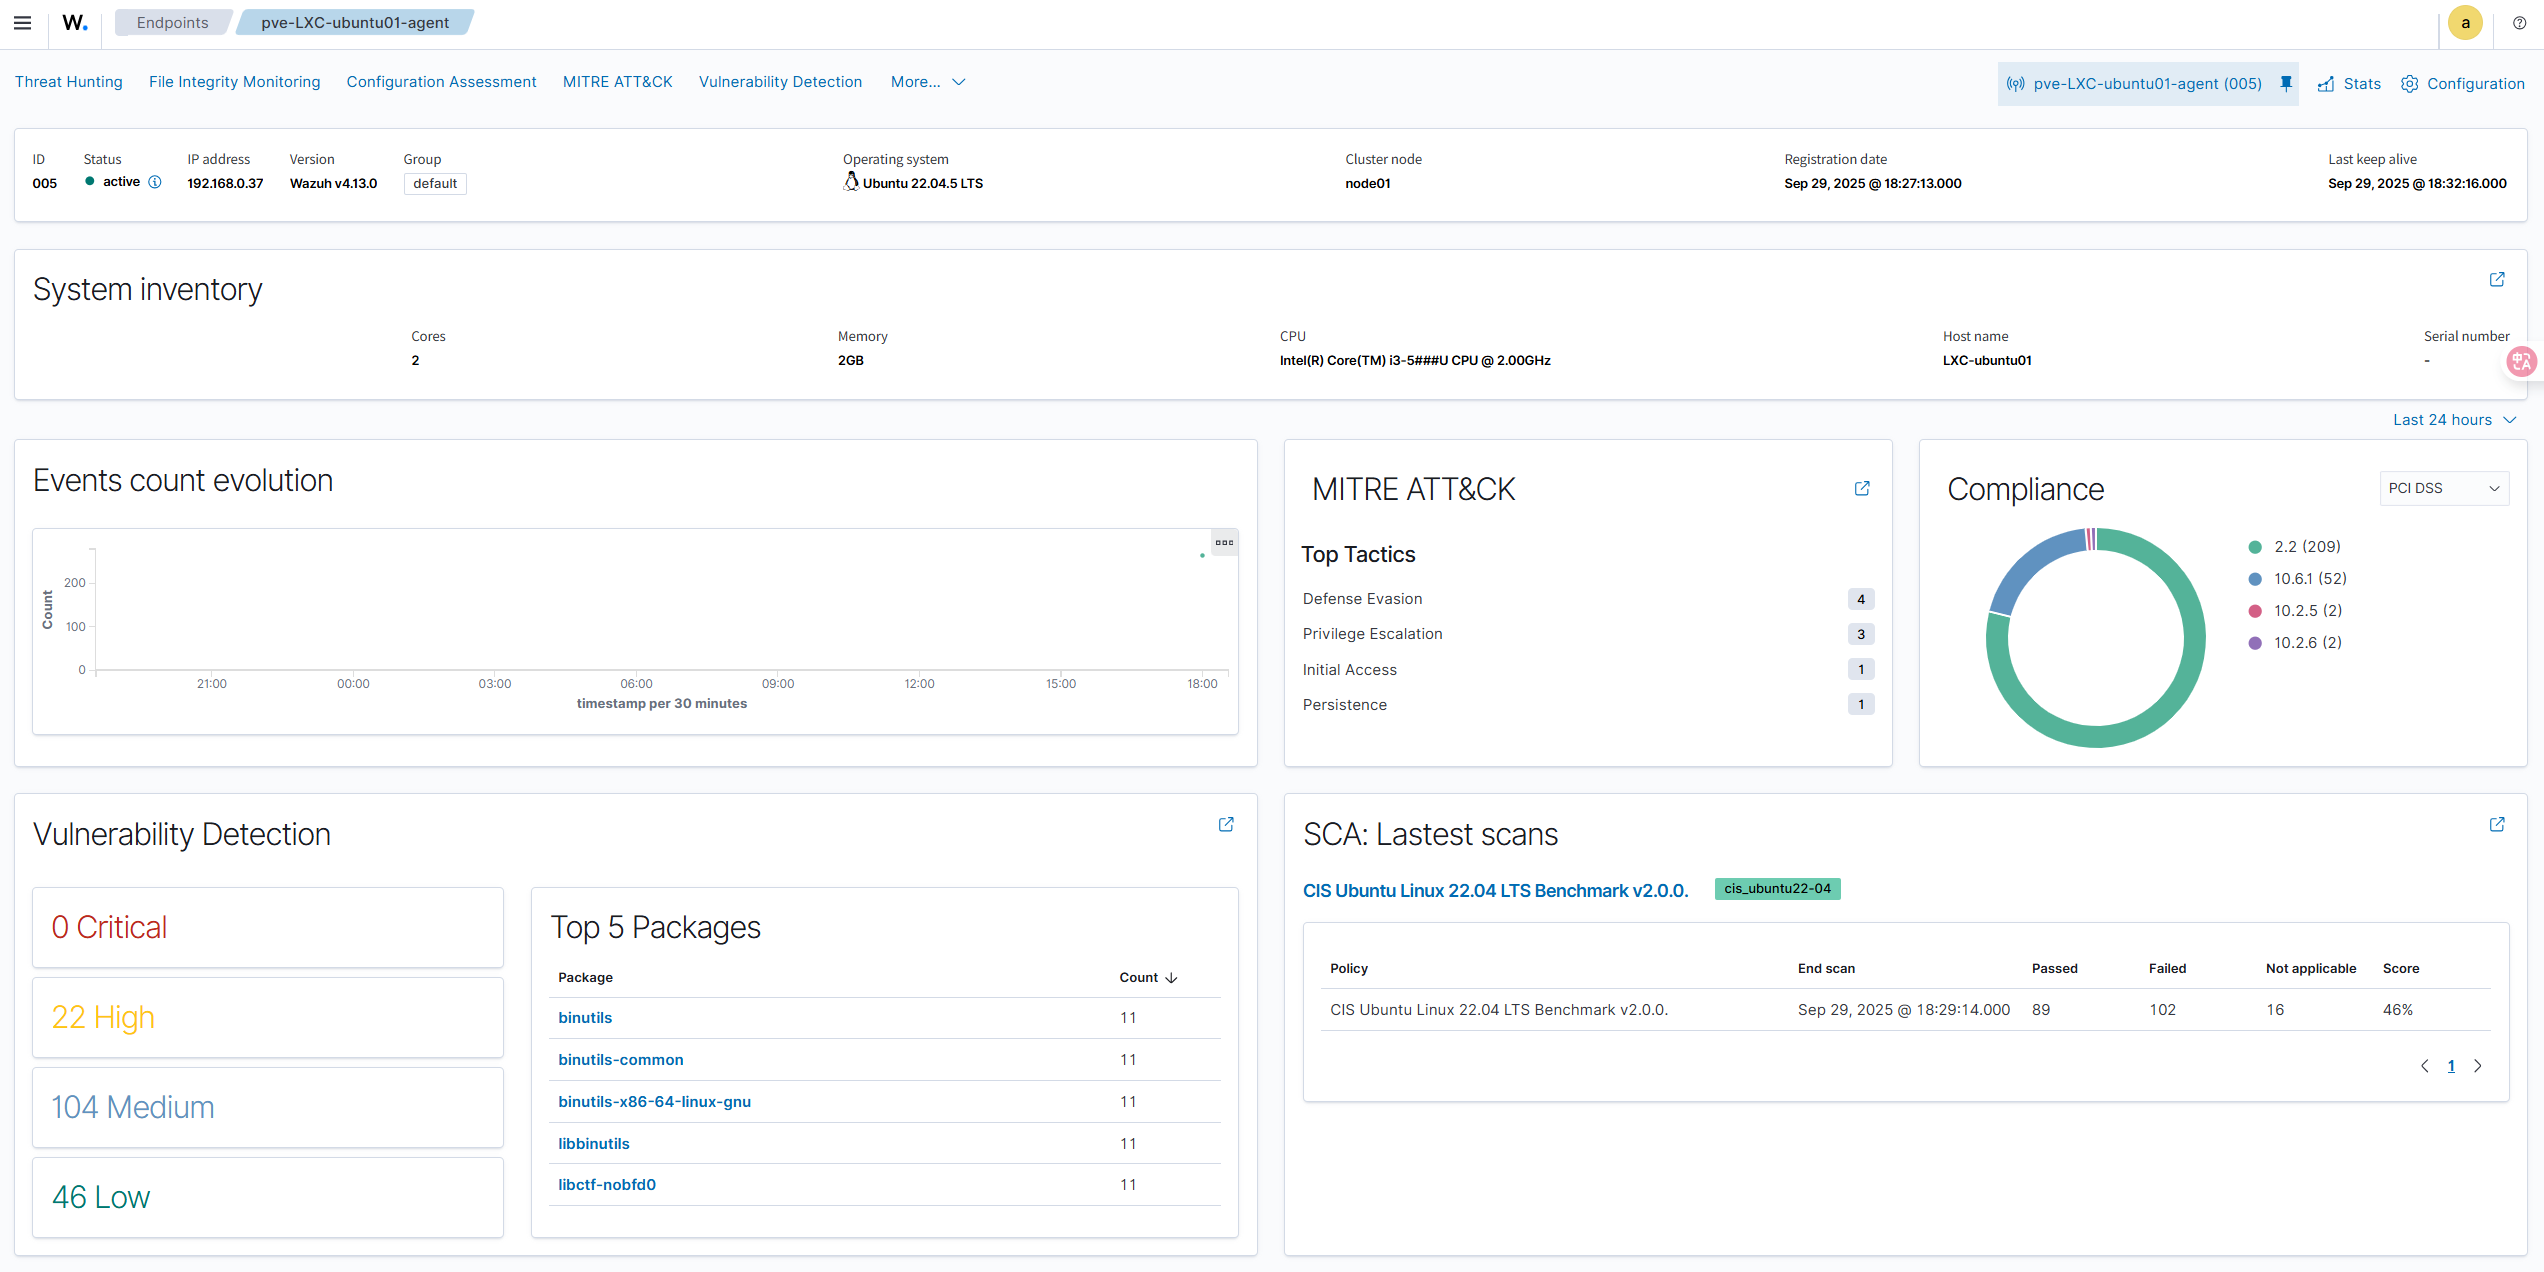 W.
Endpoints
pve-LXC-ubuntu01-agent
a
Threat Hunting
File Integrity Monitoring
Configuration Assessment
MITRE ATT&CK
Vulnerability Detection
More...
pve-LXC-ubuntu01-agent (005)
Stats
Configuration
ID
Status
IP address
Version
Group
Operating system
Cluster node
Registration date
Last keep alive
005
active
192.168.0.37
Wazuh v4.13.0
default
Ubuntu 22.04.5 LTS
node01
Sep 29, 2025 @ 18:27:13.000
Sep 29, 2025 @ 18:32:16.000
System inventory
Cores
Memory
CPU
Host name
Serial number
2
2GB
Intel(R) Core(TM) i3-5###U CPU @ 2.00GHz
LXC-ubuntu01
-
中A
Last 24 hours
Events count evolution
Count
200
100
0
21:00
00:00
03:00
06:00
09:00
12:00
15:00
18:00
timestamp per 30 minutes
MITRE ATT&CK
Top Tactics
Defense Evasion 4
Privilege Escalation 3
Initial Access 1
Persistence 1
Compliance
PCI DSS
2.2 (209)
10.6.1 (52)
10.2.5 (2)
10.2.6 (2)
Vulnerability Detection
0 Critical
22 High
104 Medium
46 Low
Top 5 Packages
Package Count
binutils 11
binutils-common 11
binutils-x86-64-linux-gnu 11
libbinutils 11
libctf-nobfd0 11
SCA: Lastest scans
CIS Ubuntu Linux 22.04 LTS Benchmark v2.0.0.
cis_ubuntu22-04
Policy End scan Passed Failed Not applicable Score
CIS Ubuntu Linux 22.04 LTS Benchmark v2.0.0. Sep 29, 2025 @ 18:29:14.000 89 102 16 46%
1